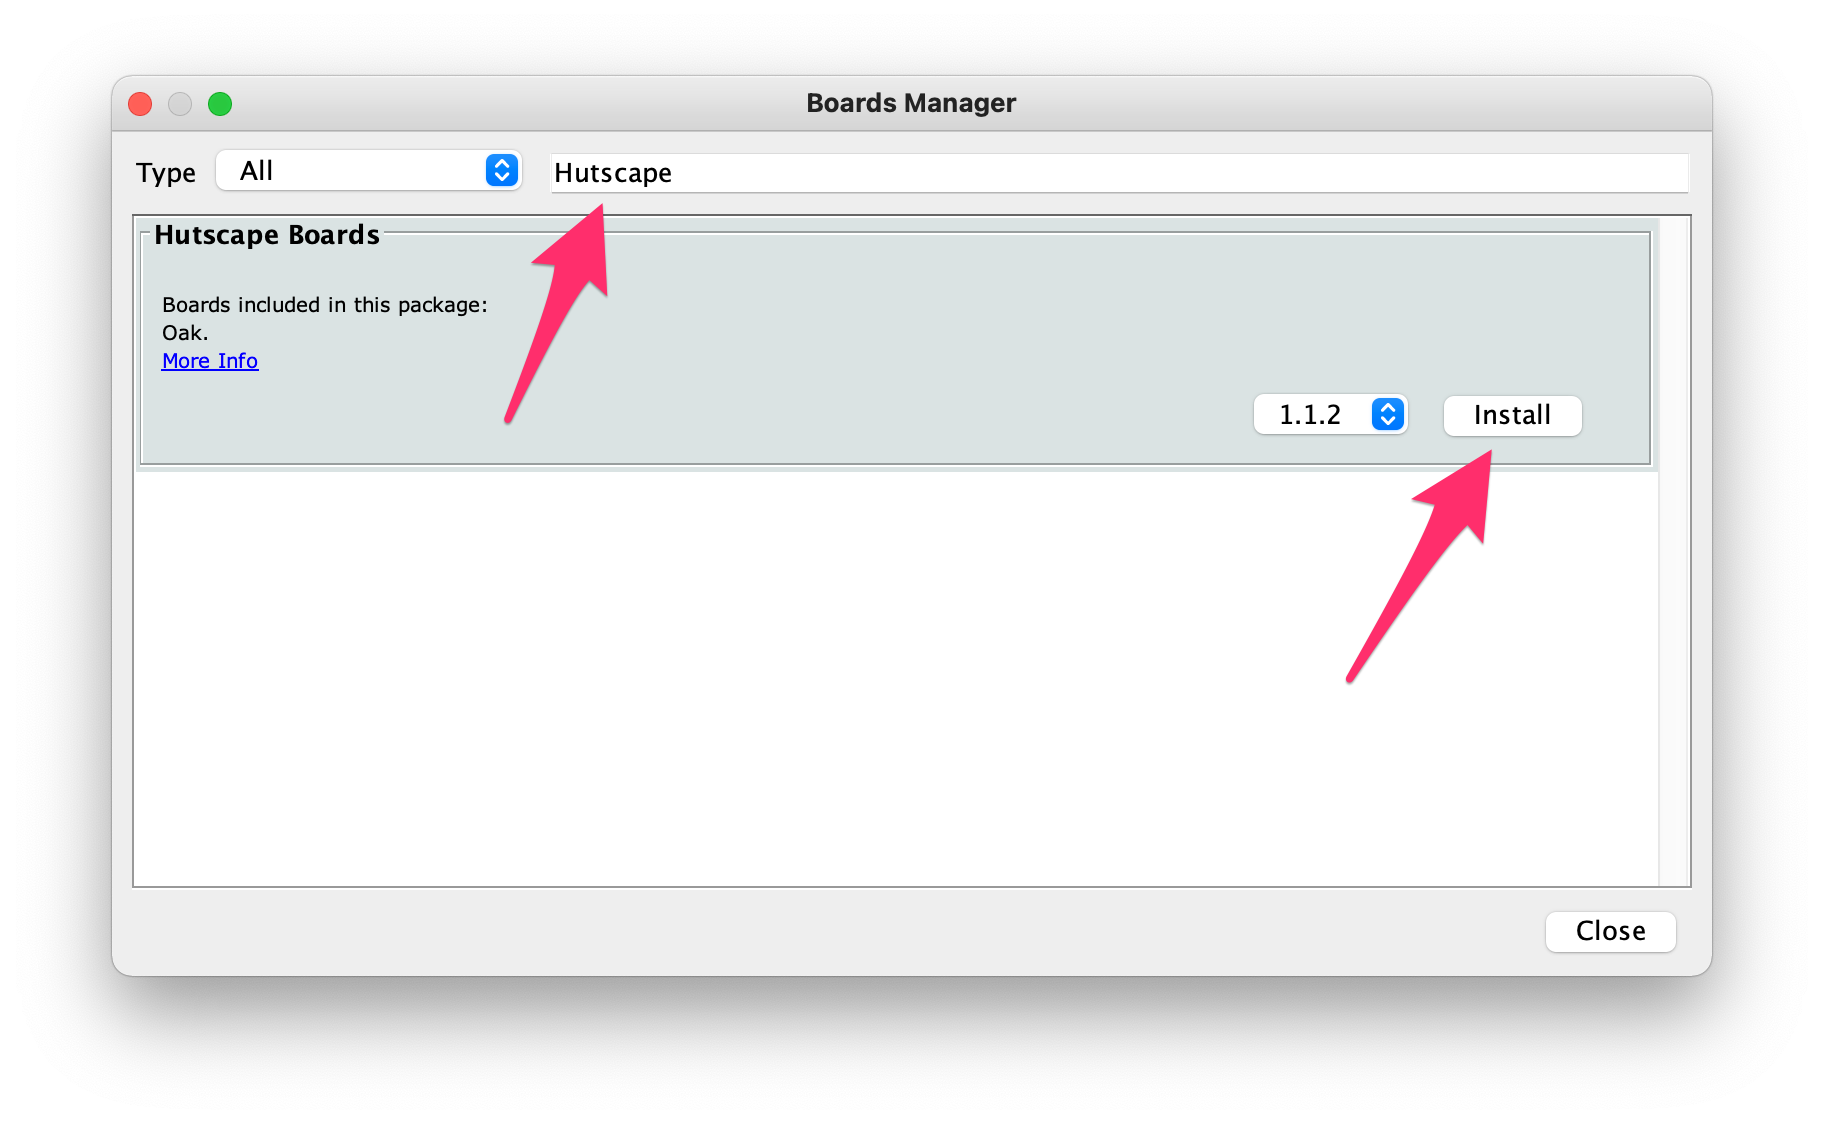 Boards Manager
Type All Hutscape
Hutscape Boards
Boards included in this package:
Oak.
More Info
1.1.2 Install
Close